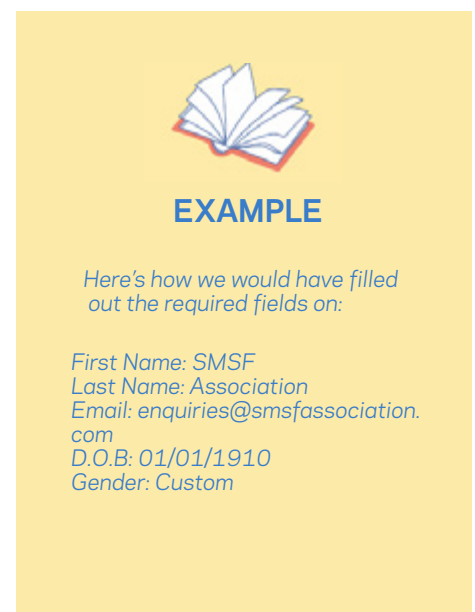 EXAMPLE
Here's how we would have filled
out the required fields on:
First Name: SMSF
Last Name: Association
Email: enquiries@smsfassociation.
com
D.O.B: 01/01/1910
Gender: Custom